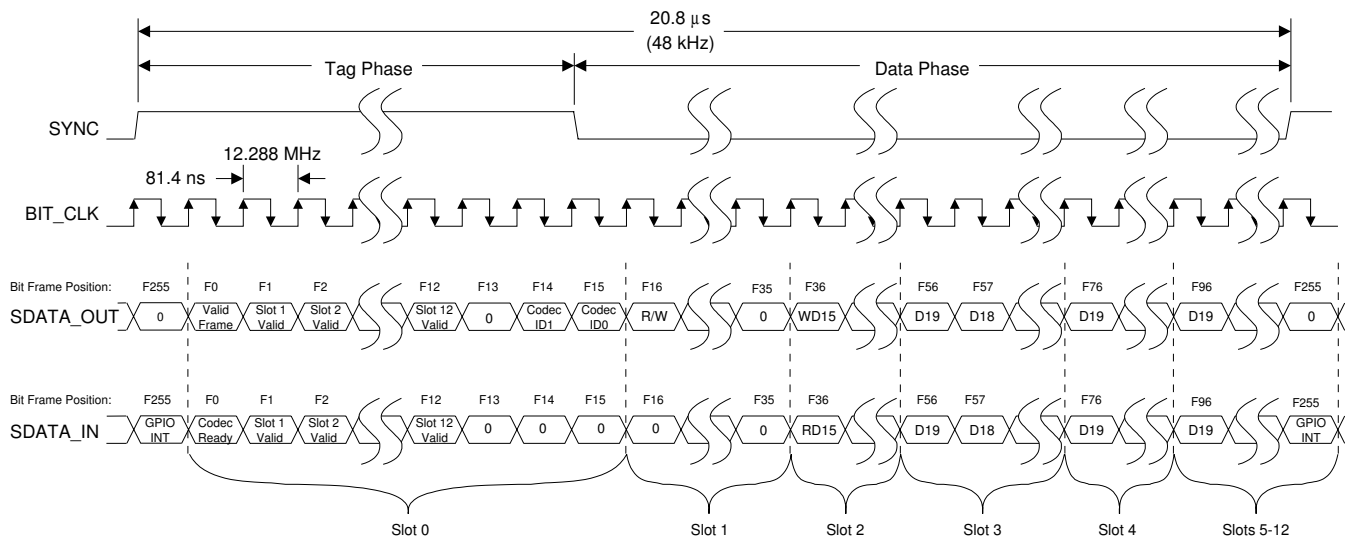 20.8 µs
(48 kHz)
Tag Phase
Data Phase
SYNC
12.288 MHz
81.4 ns
BIT_CLK
Bit Frame Position: F255 F0 F1 F2 F12 F13 F14 F15 F16 F35 F36 F56 F57 F76 F96 F255
SDATA_OUT 0 Valid Frame Slot 1 Valid Slot 2 Valid Slot 12 Valid 0 Codec ID1 Codec ID0 R/W 0 WD15 D19 D18 D19 D19 0
Bit Frame Position: F255 F0 F1 F2 F12 F13 F14 F15 F16 F35 F36 F56 F57 F76 F96 F255
SDATA_IN GPIO INT Codec Ready Slot 1 Valid Slot 2 Valid Slot 12 Valid 0 0 0 0 0 RD15 D19 D18 D19 D19 GPIO INT
Slot 0 Slot 1 Slot 2 Slot 3 Slot 4 Slots 5-12